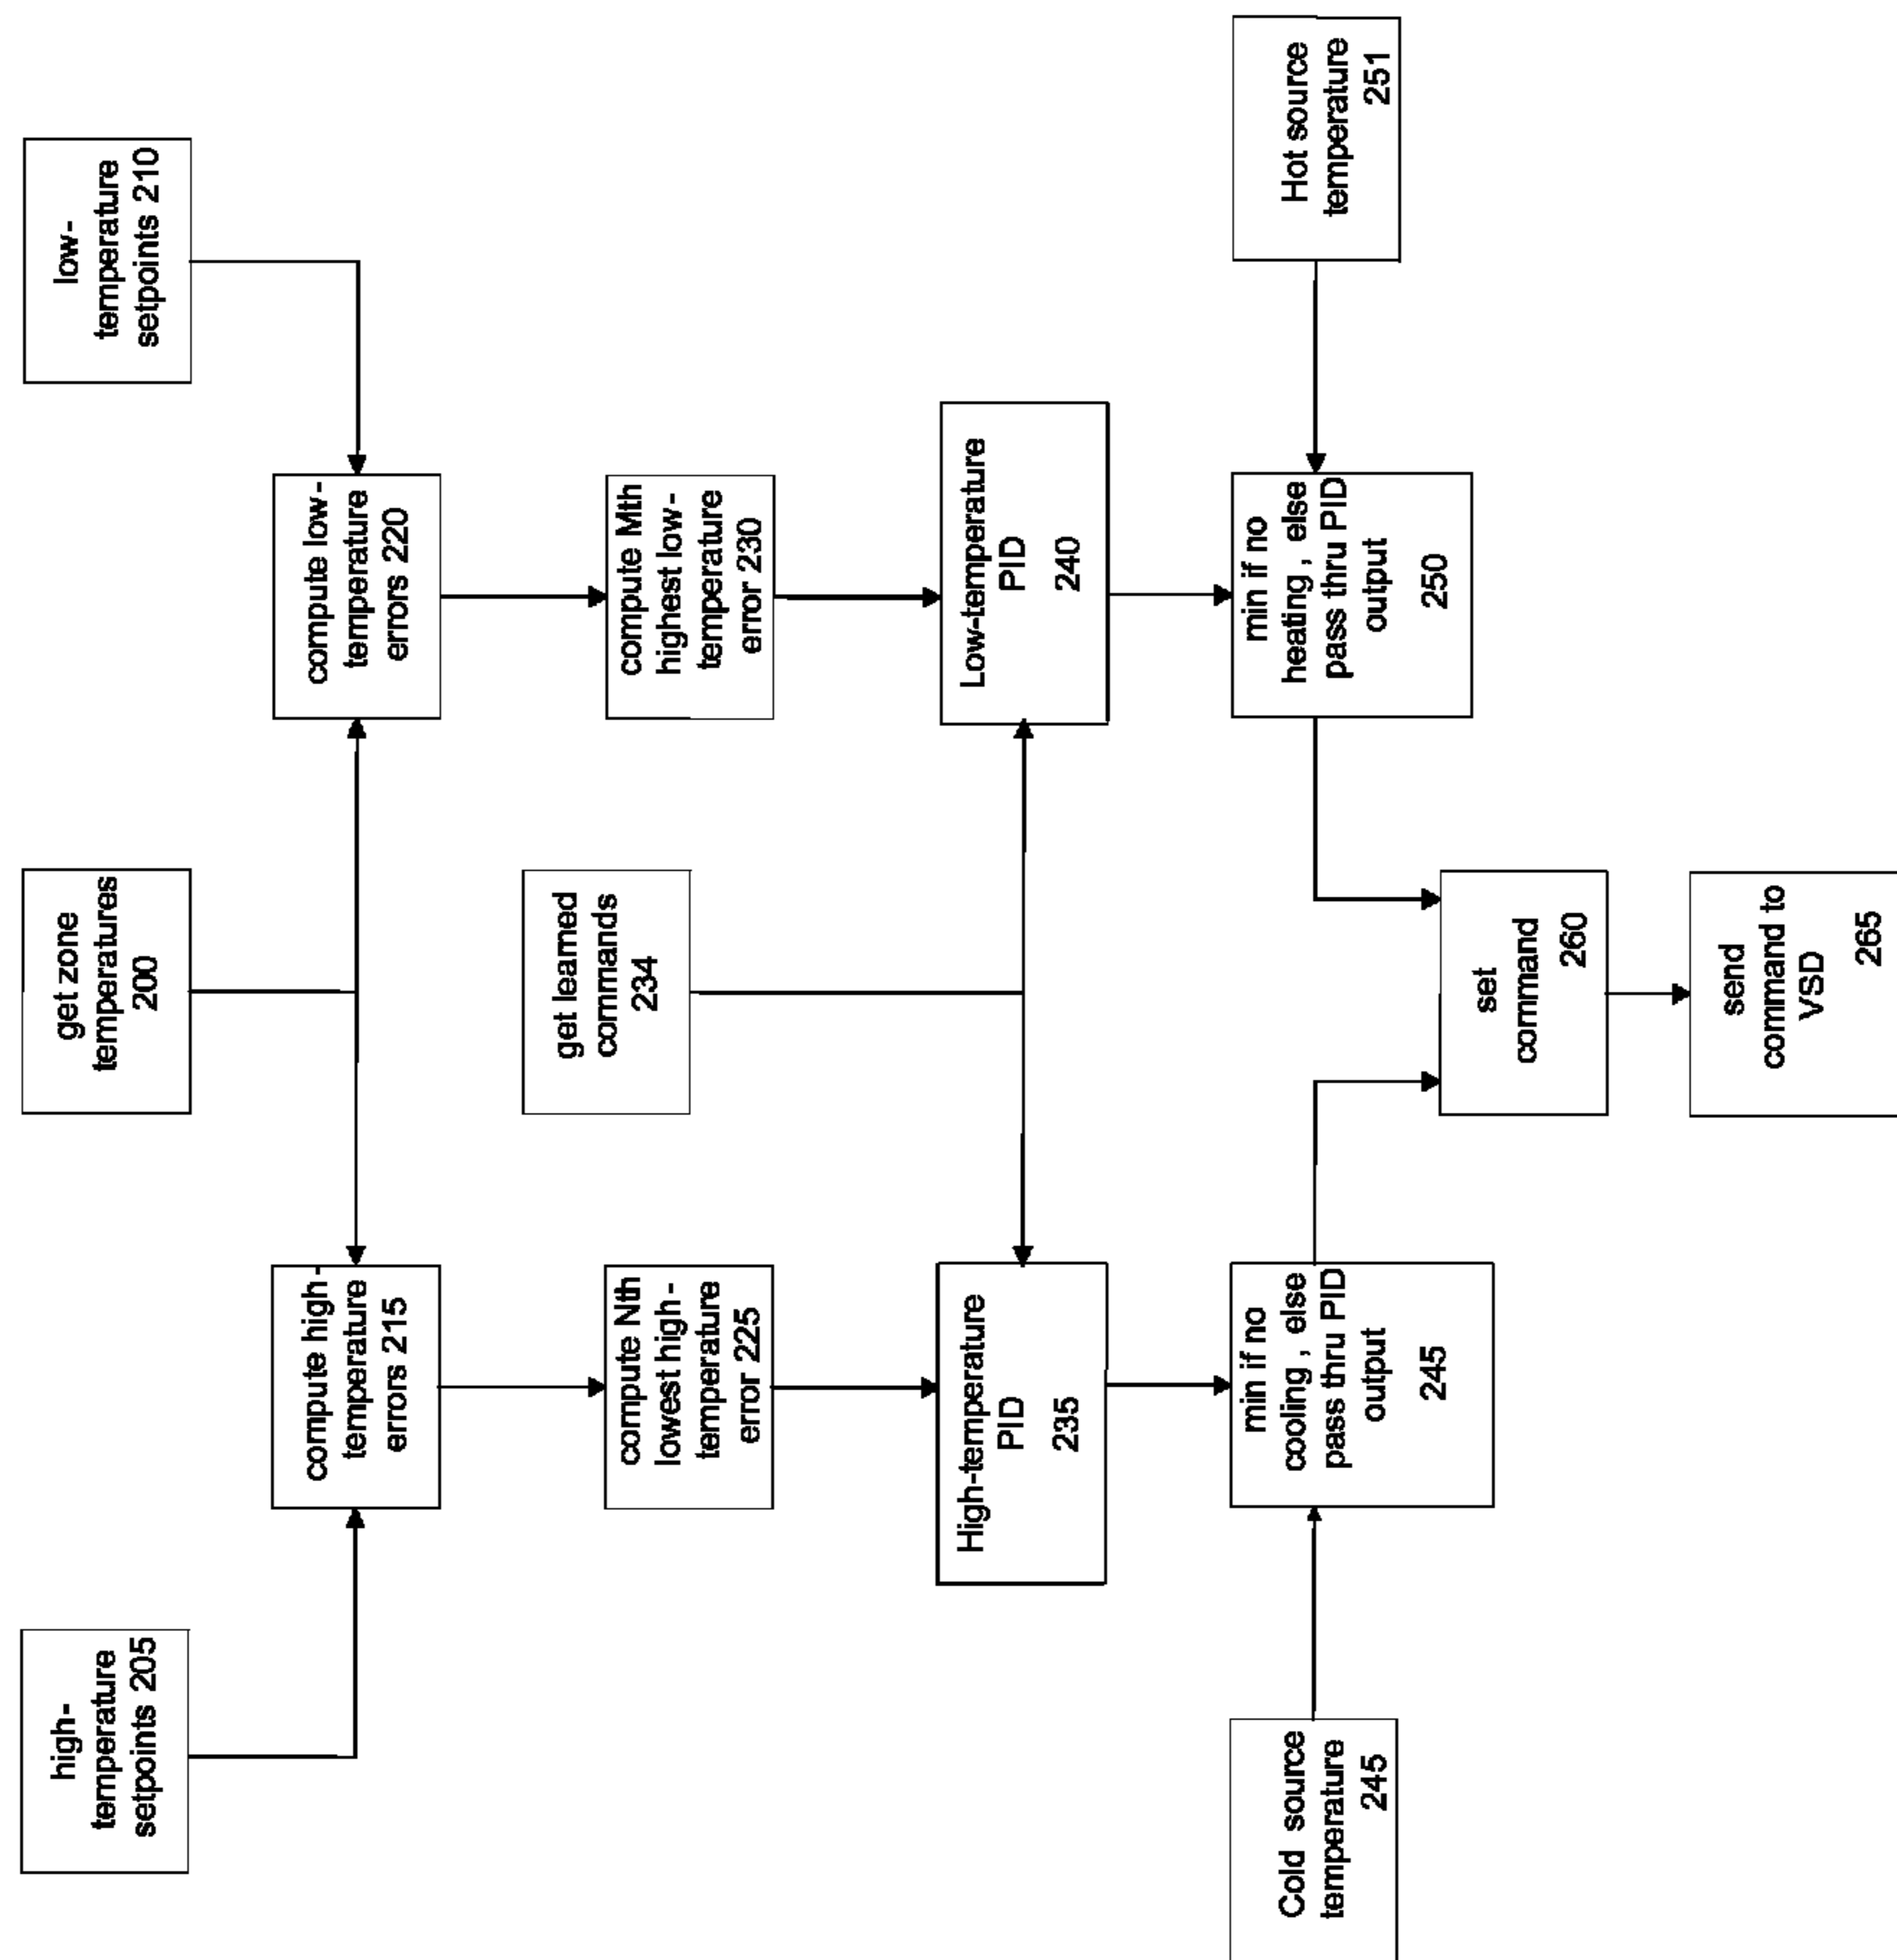 high-
temperature
setpoints 205
get zone
temperatures
200
low-
temperature
setpoints 210
compute high-
temperature
errors 215
compute low-
temperature
errors 220
compute Nth
lowest high-
temperature
error 225
get learned
commands
234
compute Mth
highest low-
temperature
error 230
High-temperature
PID
235
Low-temperature
PID
240
Cold source
temperature
245
min if no
cooling , else
pass thru PID
output
245
min if no
heating , else
pass thru PID
output
250
Hot source
temperature
251
set
command
260
send
command to
VSD
265